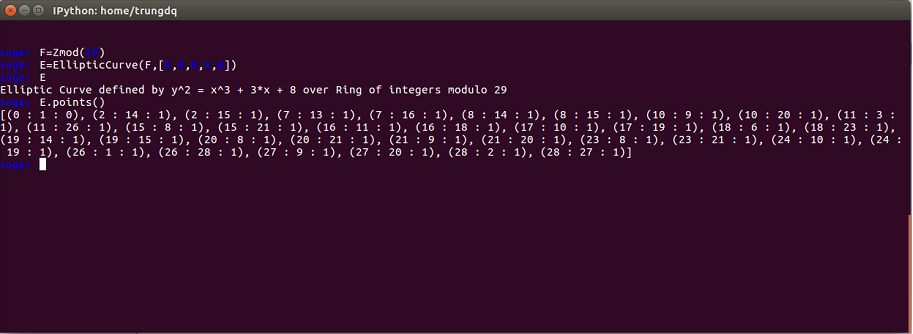 IPython: home/trungdq
sage: F=Zmod(29)
sage: E=EllipticCurve(F,[0,0,0,3,8])
sage: E
Elliptic Curve defined by y^2 = x^3 + 3*x + 8 over Ring of integers modulo 29
sage: E.points()
[(0 : 1 : 0), (2 : 14 : 1), (2 : 15 : 1), (7 : 13 : 1), (7 : 16 : 1), (8 : 14 : 1), (8 : 15 : 1), (10 : 9 : 1), (10 : 20 : 1), (11 : 3 :
1), (11 : 26 : 1), (15 : 8 : 1), (15 : 21 : 1), (16 : 11 : 1), (16 : 18 : 1), (17 : 10 : 1), (17 : 19 : 1), (18 : 6 : 1), (18 : 23 : 1),
(19 : 14 : 1), (19 : 15 : 1), (20 : 8 : 1), (20 : 21 : 1), (21 : 9 : 1), (21 : 20 : 1), (23 : 8 : 1), (23 : 21 : 1), (24 : 10 : 1), (24 :
19 : 1), (26 : 1 : 1), (26 : 28 : 1), (27 : 9 : 1), (27 : 20 : 1), (28 : 2 : 1), (28 : 27 : 1)]
sage: